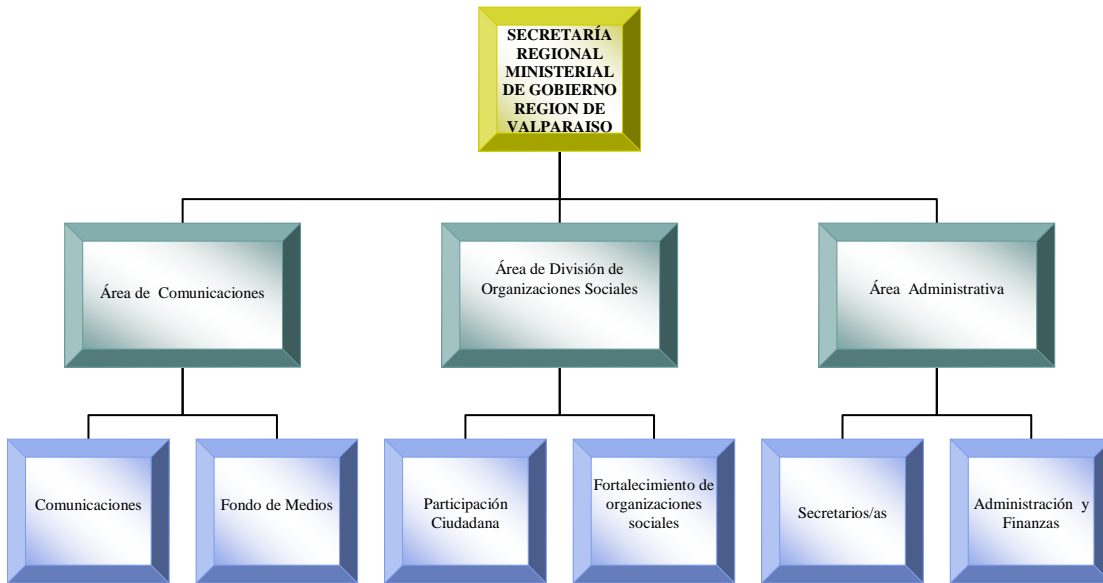 SECRETARÍA
REGIONAL
MINISTERIAL
DE GOBIERNO
REGION DE
VALPARAISO
Área de Comunicaciones
Área de División de
Organizaciones Sociales
Área Administrativa
Comunicaciones
Fondo de Medios
Participación
Ciudadana
Fortalecimiento de
organizaciones
sociales
Secretarios/as
Administración y
Finanzas